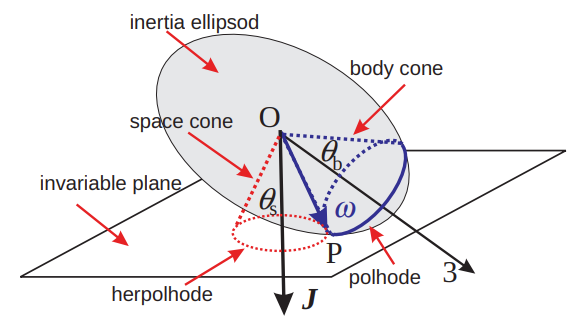 inertia ellipsod
body cone
O
space cone
θb
invariable plane
θs
ω
P
polhode
3
herpolhode
J